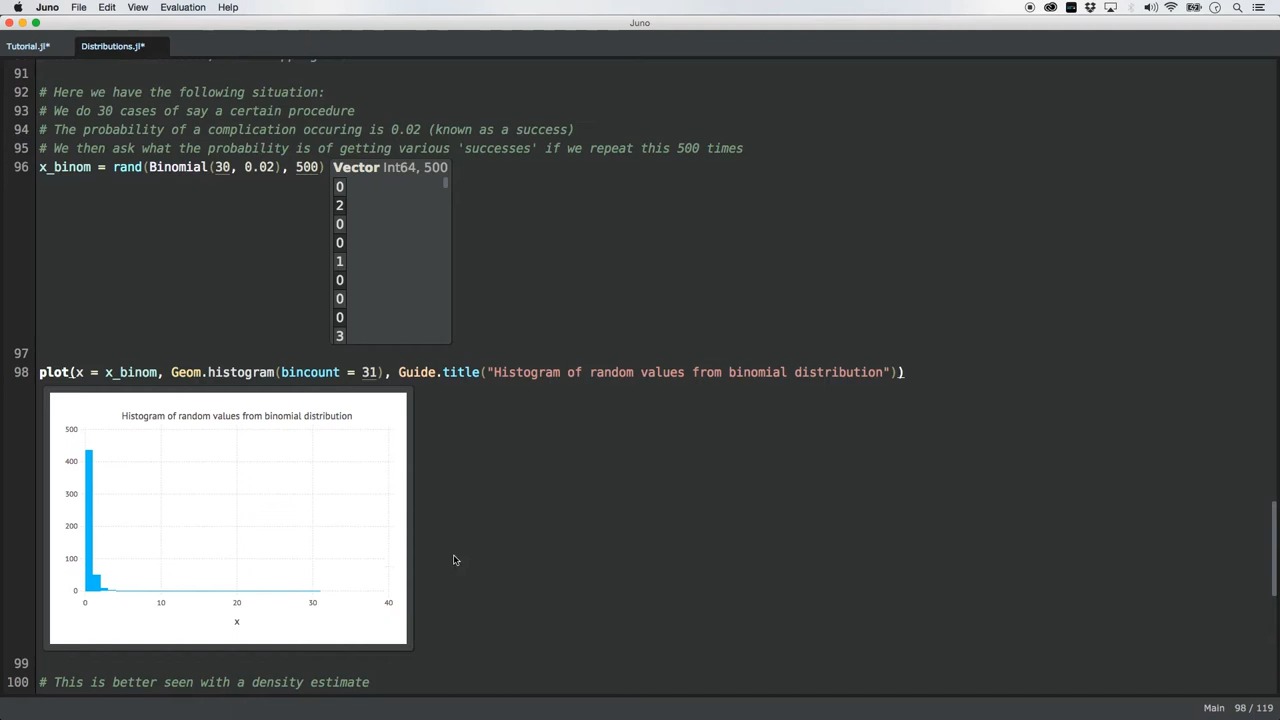 Juno File Edit View Evaluation Help
Juno
Tutorial.jl* Distributions.jl*
91
92 # Here we have the following situation:
93 # We do 30 cases of say a certain procedure
94 # The probability of a complication occuring is 0.02 (known as a success)
95 # We then ask what the probability is of getting various 'successes' if we repeat this 500 times
96 x_binom = rand(Binomial(30, 0.02), 500) Vector Int64, 500
0
2
0
0
1
0
0
0
3
97
98 plot(x = x_binom, Geom.histogram(bincount = 31), Guide.title("Histogram of random values from binomial distribution"))
Histogram of random values from binomial distribution
500
400
300
200
100
0
0 10 20 30 40
x
99
100 # This is better seen with a density estimate
Main 98 / 119